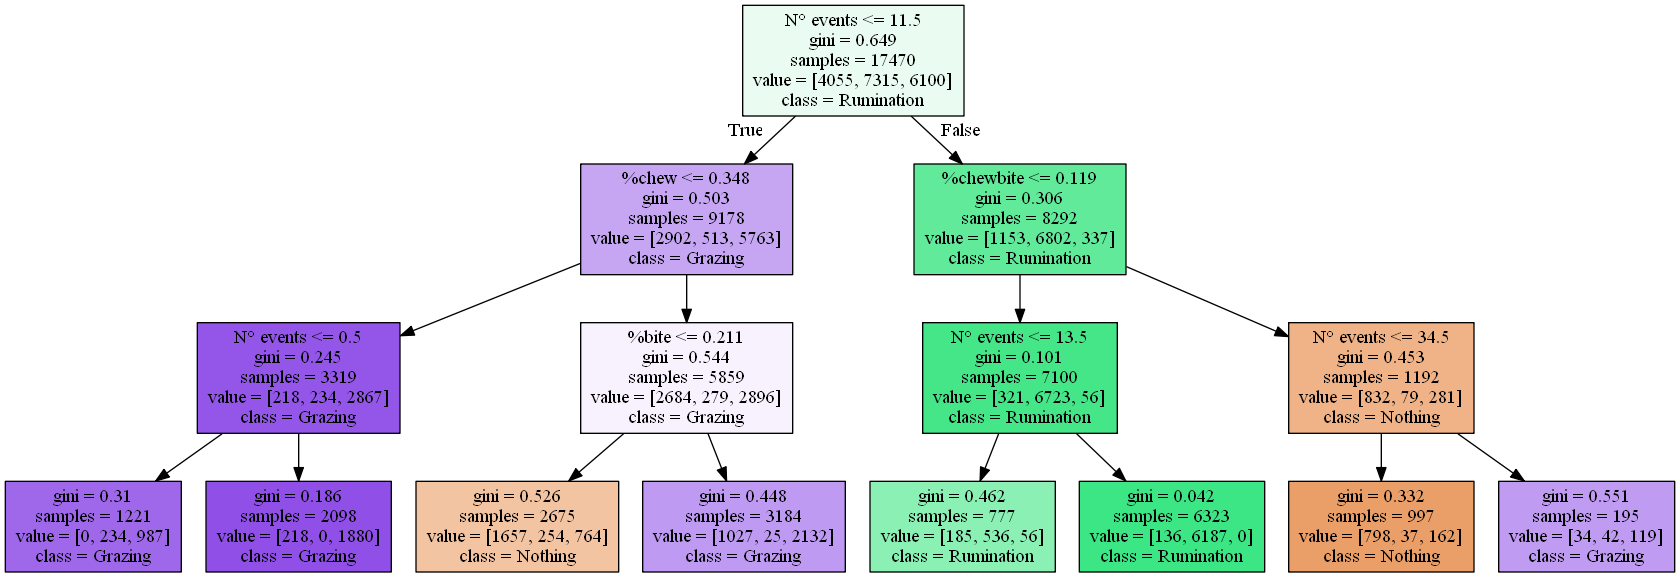 N° events <= 11.5
gini = 0.649
samples = 17470
value = [4055, 7315, 6100]
class = Rumination
True
False
%chew <= 0.348
gini = 0.503
samples = 9178
value = [2902, 513, 5763]
class = Grazing
%chewbite <= 0.119
gini = 0.306
samples = 8292
value = [1153, 6802, 337]
class = Rumination
N° events <= 0.5
gini = 0.245
samples = 3319
value = [218, 234, 2867]
class = Grazing
%bite <= 0.211
gini = 0.544
samples = 5859
value = [2684, 279, 2896]
class = Grazing
N° events <= 13.5
gini = 0.101
samples = 7100
value = [321, 6723, 56]
class = Rumination
N° events <= 34.5
gini = 0.453
samples = 1192
value = [832, 79, 281]
class = Nothing
gini = 0.31
samples = 1221
value = [0, 234, 987]
class = Grazing
gini = 0.186
samples = 2098
value = [218, 0, 1880]
class = Grazing
gini = 0.526
samples = 2675
value = [1657, 254, 764]
class = Nothing
gini = 0.448
samples = 3184
value = [1027, 25, 2132]
class = Grazing
gini = 0.462
samples = 777
value = [185, 536, 56]
class = Rumination
gini = 0.042
samples = 6323
value = [136, 6187, 0]
class = Rumination
gini = 0.332
samples = 997
value = [798, 37, 162]
class = Nothing
gini = 0.551
samples = 195
value = [34, 42, 119]
class = Grazing